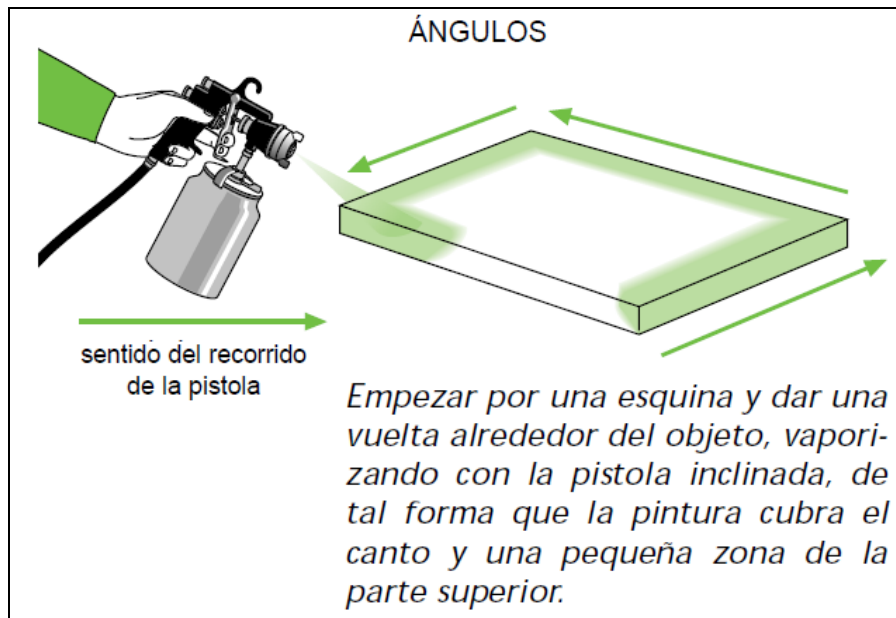 ÁNGULOS
sentido del recorrido
de la pistola
Empezar por una esquina y dar una
vuelta alrededor del objeto, vapori-
zando con la pistola inclinada, de
tal forma que la pintura cubra el
canto y una pequeña zona de la
parte superior.